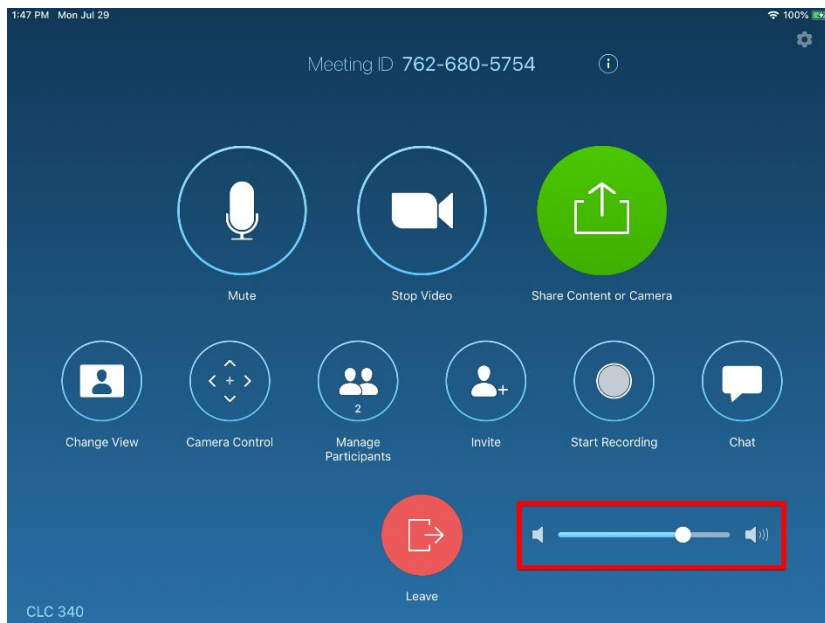 1:47 PM Mon Jul 29
100%
Meeting ID 762-680-5754
Mute
Stop Video
Share Content or Camera
2
Change View
Camera Control
Manage
Participants
Invite
Start Recording
Chat
Leave
CLC 340